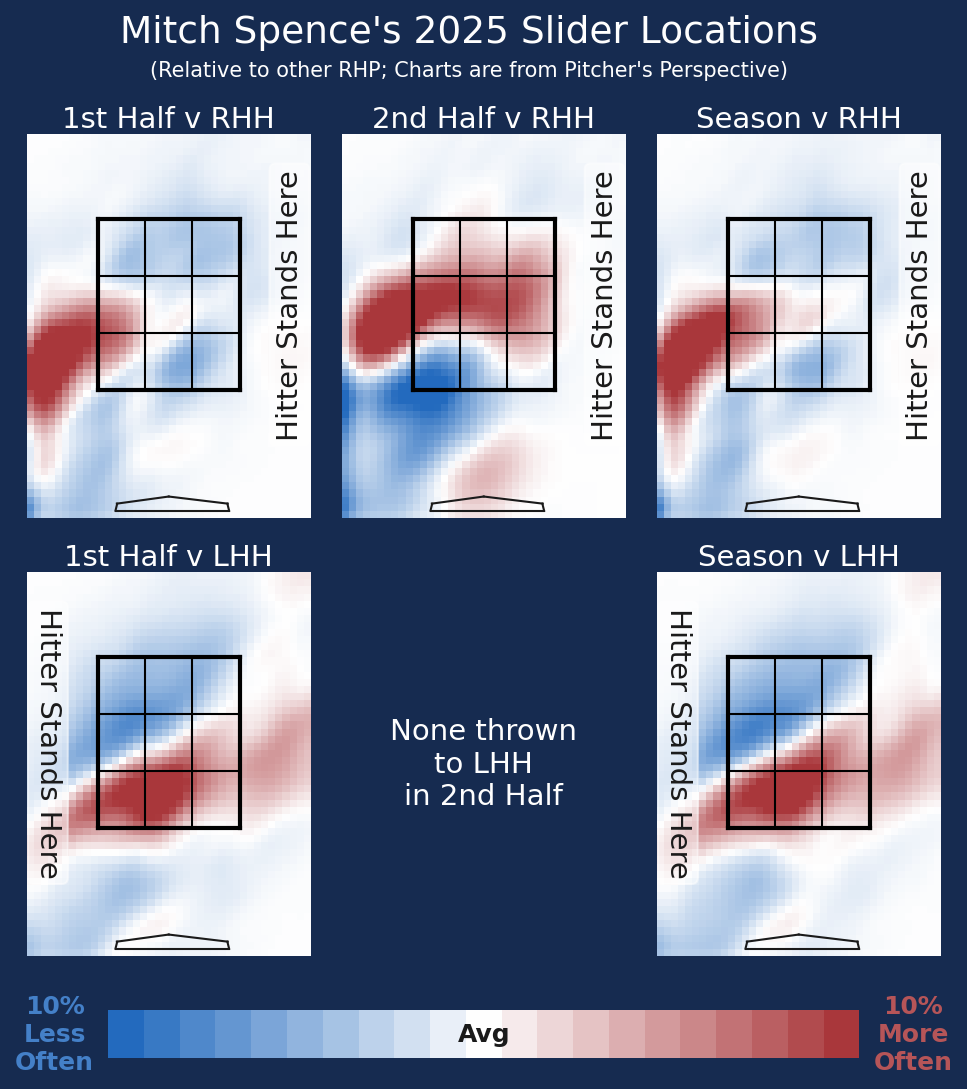 Mitch Spence's 2025 Slider Locations
(Relative to other RHP; Charts are from Pitcher's Perspective)
1st Half v RHH
2nd Half v RHH
Season v RHH
Hitter Stands Here
Hitter Stands Here
Hitter Stands Here
1st Half v LHH
Season v LHH
Hitter Stands Here
None thrown
to LHH
in 2nd Half
Hitter Stands Here
10%
Less
Often
Avg
10%
More
Often